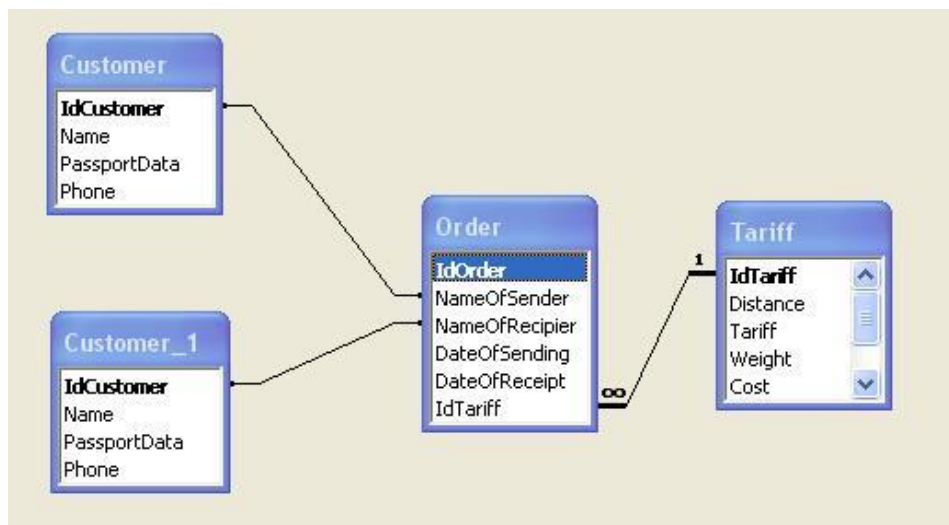 Customer
IdCustomer
Name
PassportData
Phone
Customer_1
IdCustomer
Name
PassportData
Phone
Order
IdOrder
NameOfSender
NameOfRecipier
DateOfSending
DateOfReceipt
IdTariff
∞
1
Tariff
IdTariff
Distance
Tariff
Weight
Cost